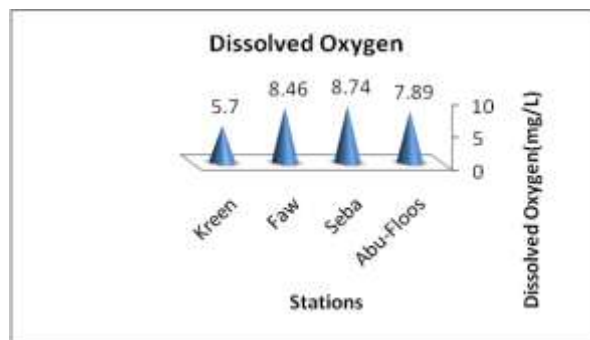 Dissolved Oxygen
5.7
8.46
8.74
7.89
10
5
0
Dissolved Oxygen(mg/L)
Kreen
Faw
Seba
Abu-Floos
Stations